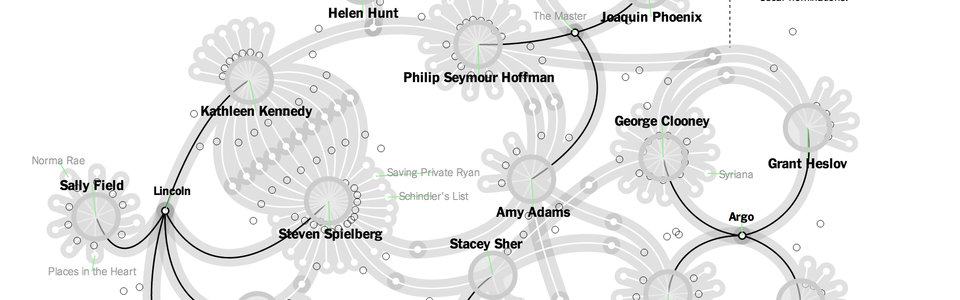 Helen Hunt
The Master
Joaquin Phoenix
Philip Seymour Hoffman
Kathleen Kennedy
George Clooney
Grant Heslov
Norma Rae
Saving Private Ryan
Syriana
Sally Field
Lincoln
Schindler's List
Amy Adams
Argo
Steven Spielberg
Stacey Sher
Places in the Heart